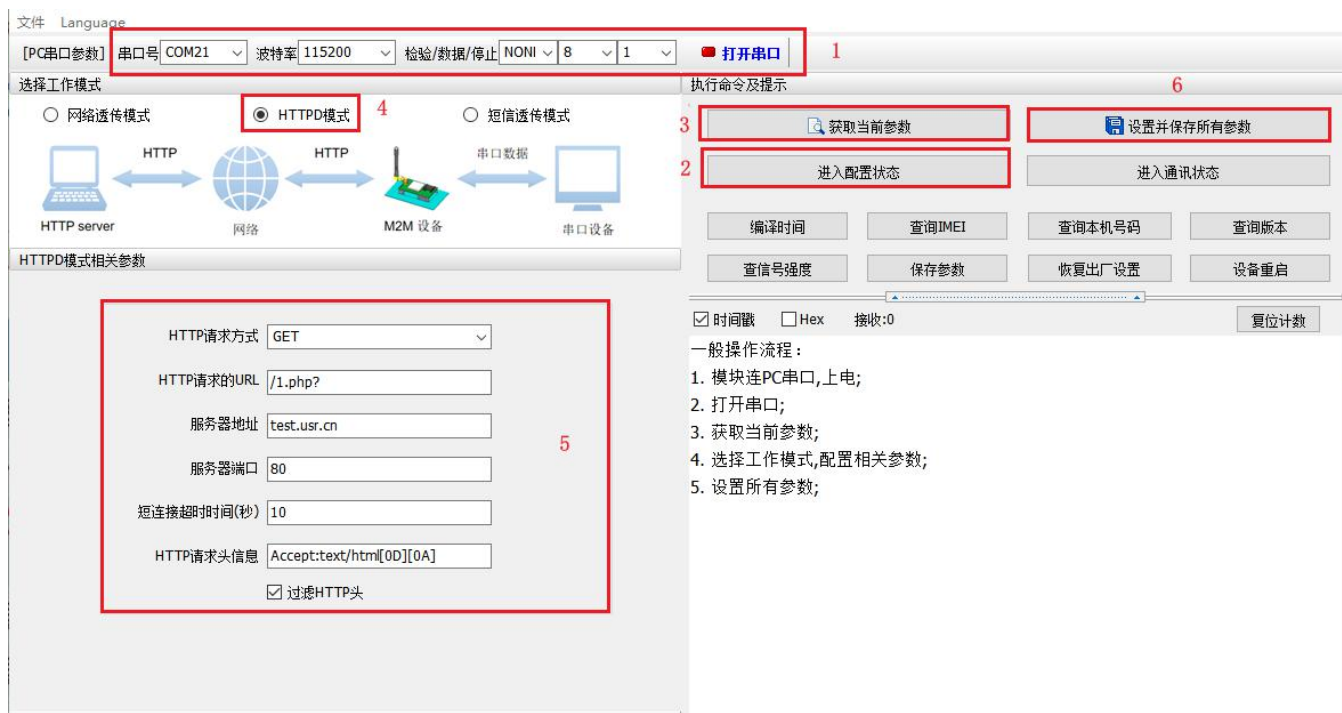 文件 Language
[PC串口参数] 串口号 COM21 波特率 115200 检验/数据/停止 NONI 8 1 打开串口 1
选择工作模式
网络透传模式 HTTPD模式 4 短信透传模式
HTTP HTTP 串口数据
HTTP server 网络 M2M 设备 串口设备
HTTPD模式相关参数
HTTP请求方式 GET
HTTP请求的URL /1.php?
服务器地址 test.usr.cn
服务器端口 80
短连接超时时间(秒) 10
HTTP请求头信息 Accept:text/html[0D][0A]
过滤HTTP头
5
执行命令及提示 6
3 获取当前参数 设置并保存所有参数
2 进入配置状态 进入通讯状态
编译时间 查询IMEI 查询本机号码 查询版本
查信号强度 保存参数 恢复出厂设置 设备重启
时间戳 Hex 接收:0 复位计数
一般操作流程:
1. 模块连PC串口,上电;
2. 打开串口;
3. 获取当前参数;
4. 选择工作模式,配置相关参数;
5. 设置所有参数;